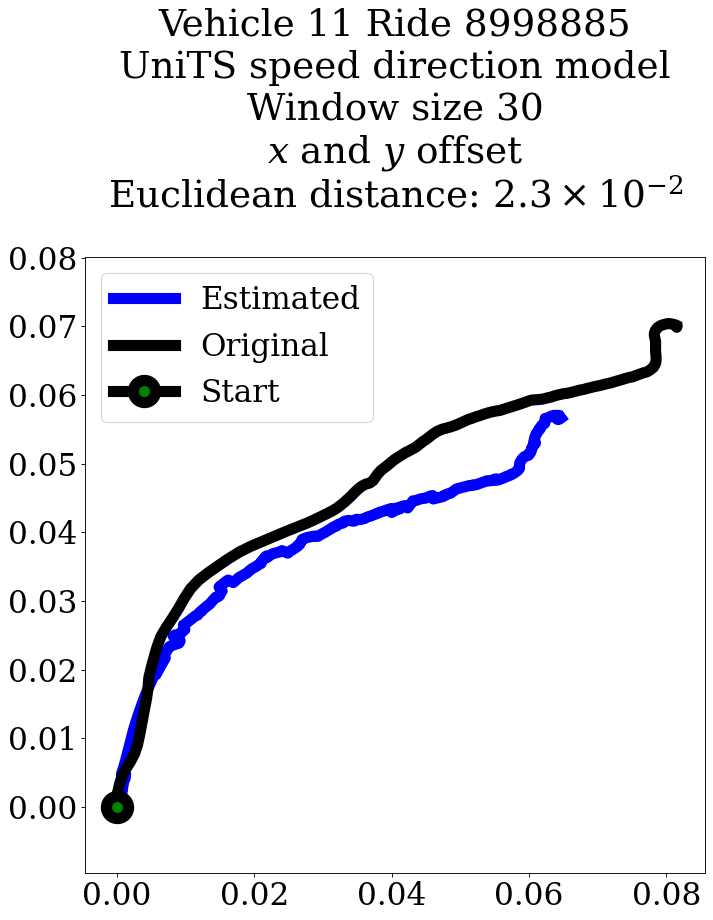 Vehicle 11 Ride 8998885
UniTS speed direction model
Window size 30
x and y offset
Euclidean distance: 2.3 × 10⁻²
0.08
0.07
0.06
0.05
0.04
0.03
0.02
0.01
0.00
Estimated
Original
Start
0.00 0.02 0.04 0.06 0.08